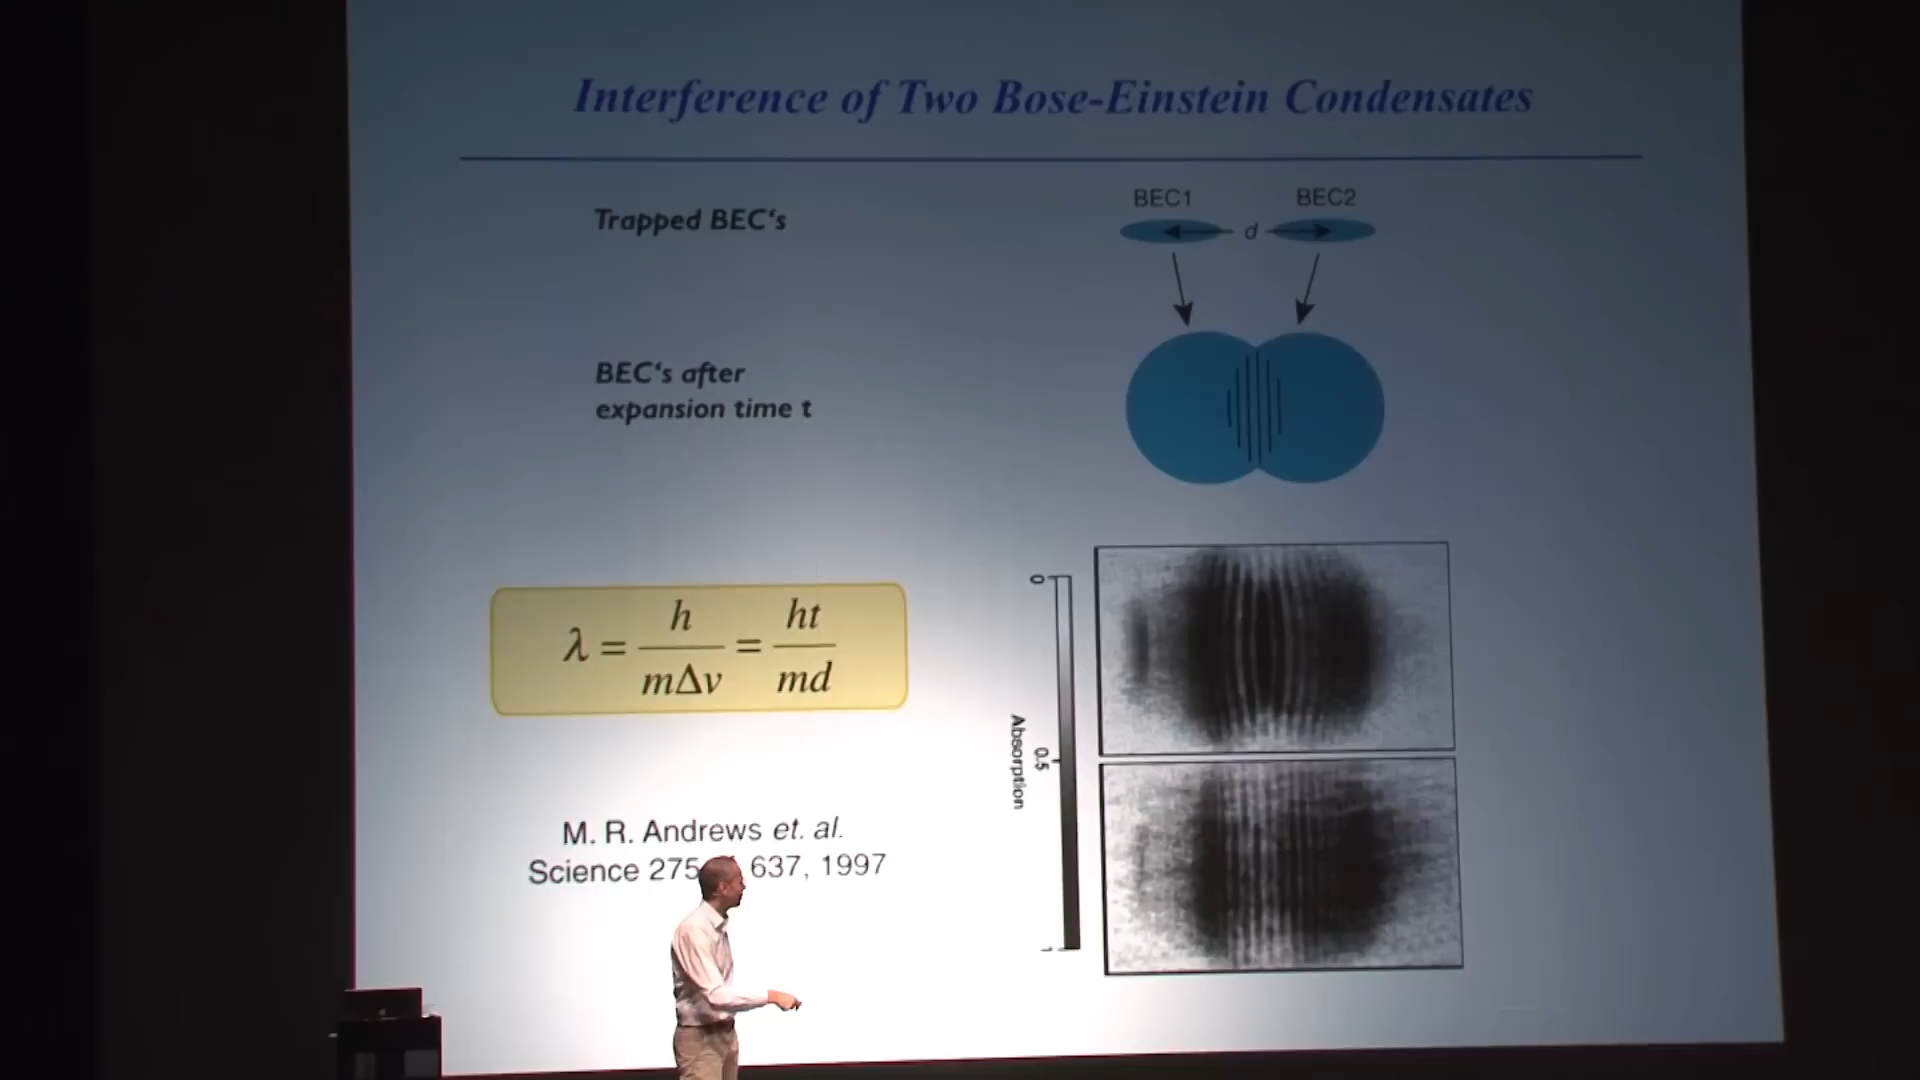 Interference of Two Bose-Einstein Condensates
Trapped BEC's
BEC1
BEC2
d
BEC's after
expansion time t
λ = h / mΔv = ht / md
0
0.5
1
Absorption
M. R. Andrews et. al.
Science 275, 637, 1997